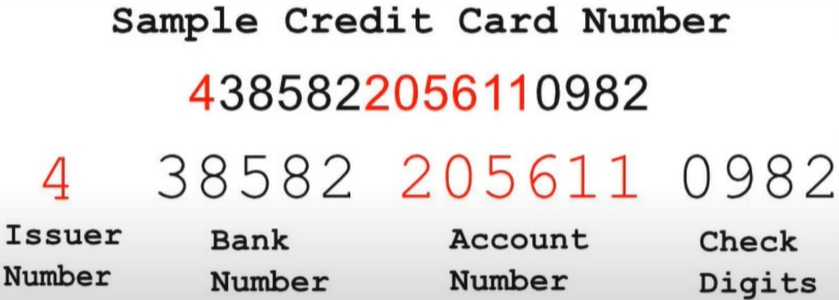 Sample Credit Card Number
4385822056110982
4 38582 205611 0982
Issuer Number
Bank Number
Account Number
Check Digits